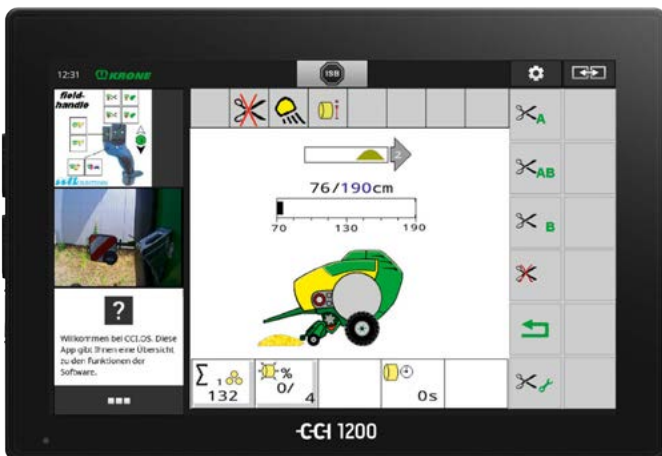 12:31 KRONE
ISB
field-
handle
A
2
76/190cm
AB
70 130 190
B
?
Willkommen bei CCI.OS. Diese
App gibt Ihnen eine Übersicht
zu den Funktionen der
Software.
Σ 1
132
%
0/ 4
0s
CCI 1200